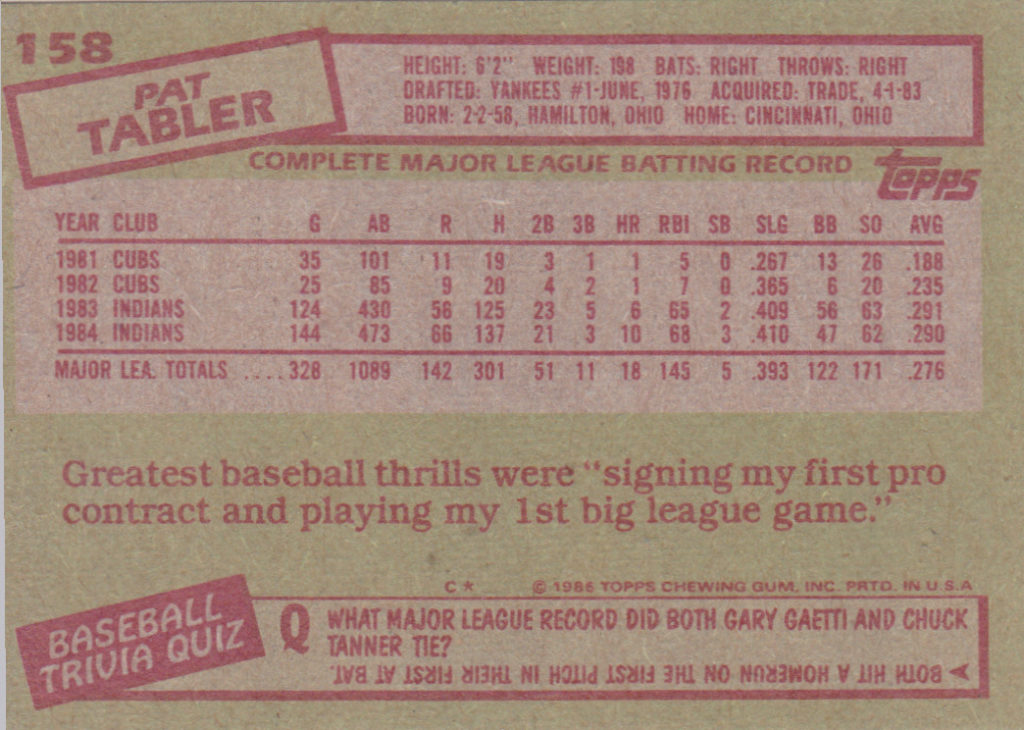 158
PAT
TABLER
HEIGHT: 6'2" WEIGHT: 198 BATS: RIGHT THROWS: RIGHT
DRAFTED: YANKEES #1-JUNE, 1976 ACQUIRED: TRADE, 4-1-83
BORN: 2-2-58, HAMILTON, OHIO HOME: CINCINNATI, OHIO
COMPLETE MAJOR LEAGUE BATTING RECORD
topps
YEAR CLUB G AB R H 2B 3B HR RBI SB SLG BB SO AVG
1981 CUBS 35 101 11 19 3 1 1 5 0 .267 13 26 .188
1982 CUBS 25 85 9 20 4 2 1 7 0 .365 6 20 .235
1983 INDIANS 124 430 56 125 23 5 6 65 2 .409 56 63 .291
1984 INDIANS 144 473 66 137 21 3 10 68 3 .410 47 62 .290
MAJOR LEA. TOTALS .... 328 1089 142 301 51 11 18 145 5 .393 122 171 .276
Greatest baseball thrills were "signing my first pro
contract and playing my 1st big league game."
C* © 1986 TOPPS CHEWING GUM, INC. PRTD. IN U.S.A
BASEBALL
TRIVIA QUIZ
Q WHAT MAJOR LEAGUE RECORD DID BOTH GARY GAETTI AND CHUCK
TANNER TIE?
A BOTH HIT A HOMERUN ON THE FIRST PITCH IN THEIR FIRST AT BAT.